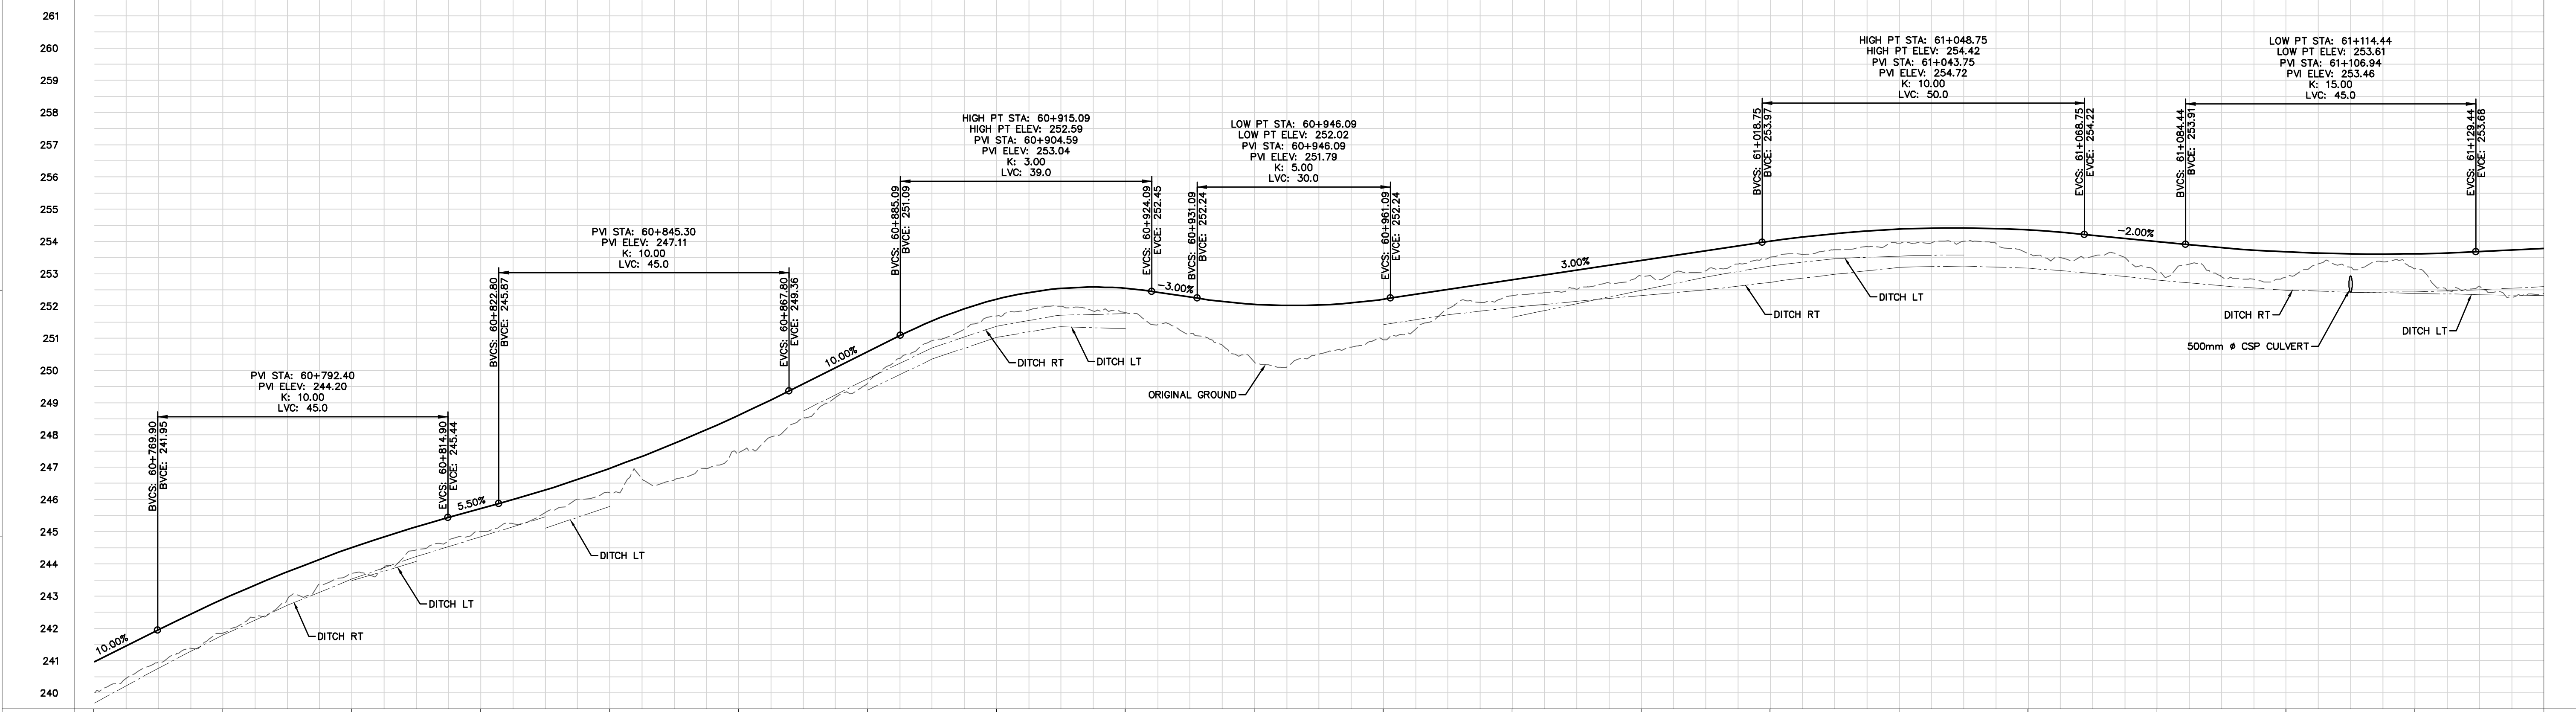 261
260
259
258
257
256
255
254
253
252
251
250
249
248
247
246
245
244
243
242
241
240
10.00%
BVCS: 60+769.90
BVCE: 241.95
PVI STA: 60+792.40
PVI ELEV: 244.20
K: 10.00
LVC: 45.0
EVCS: 60+814.90
EVCE: 245.44
5.50%
DITCH RT
DITCH LT
BVCS: 60+822.80
BVCE: 245.87
PVI STA: 60+845.30
PVI ELEV: 247.11
K: 10.00
LVC: 45.0
EVCS: 60+867.80
EVCE: 249.36
DITCH LT
10.00%
BVCS: 60+885.09
BVCE: 251.09
HIGH PT STA: 60+915.09
HIGH PT ELEV: 252.59
PVI STA: 60+904.59
PVI ELEV: 253.04
K: 3.00
LVC: 39.0
EVCS: 60+924.09
EVCE: 252.45
DITCH RT
DITCH LT
-3.00%
BVCS: 60+931.09
BVCE: 252.24
LOW PT STA: 60+946.09
LOW PT ELEV: 252.02
PVI STA: 60+946.09
PVI ELEV: 251.79
K: 5.00
LVC: 30.0
EVCS: 60+961.09
EVCE: 252.24
ORIGINAL GROUND
3.00%
BVCS: 61+018.75
BVCE: 253.97
HIGH PT STA: 61+048.75
HIGH PT ELEV: 254.42
PVI STA: 61+043.75
PVI ELEV: 254.72
K: 10.00
LVC: 50.0
EVCS: 61+068.75
EVCE: 254.22
DITCH LT
DITCH RT
-2.00%
BVCS: 61+084.44
BVCE: 253.91
LOW PT STA: 61+114.44
LOW PT ELEV: 253.61
PVI STA: 61+106.94
PVI ELEV: 253.46
K: 15.00
LVC: 45.0
EVCS: 61+129.44
EVCE: 253.68
DITCH RT
DITCH LT
500mm ø CSP CULVERT